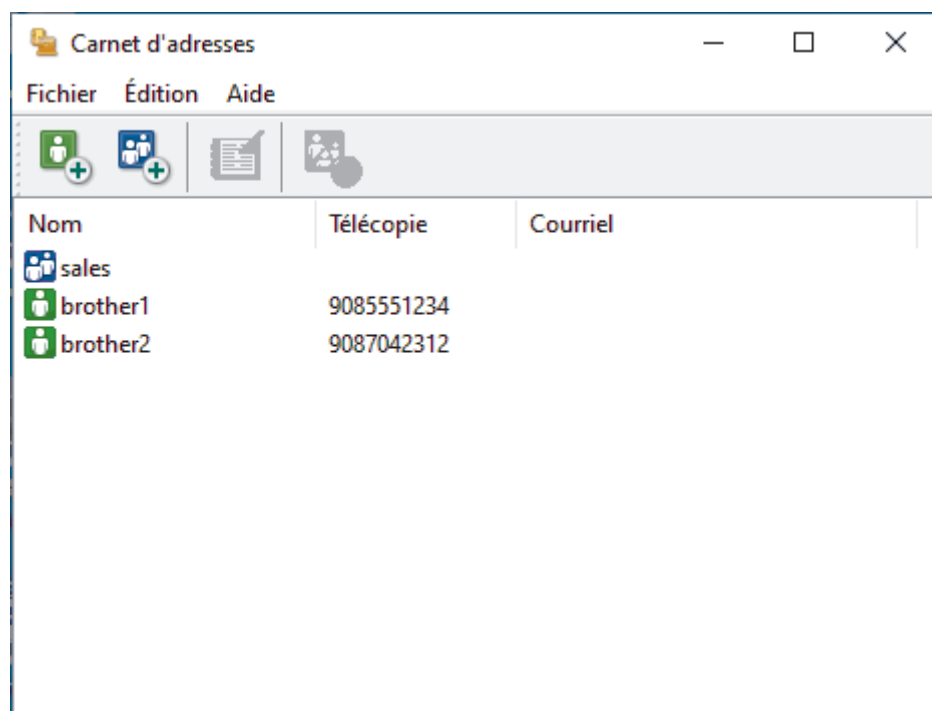 Carnet d'adresses
Fichier Édition Aide
Nom Télécopie Courriel
sales
brother1 9085551234
brother2 9087042312